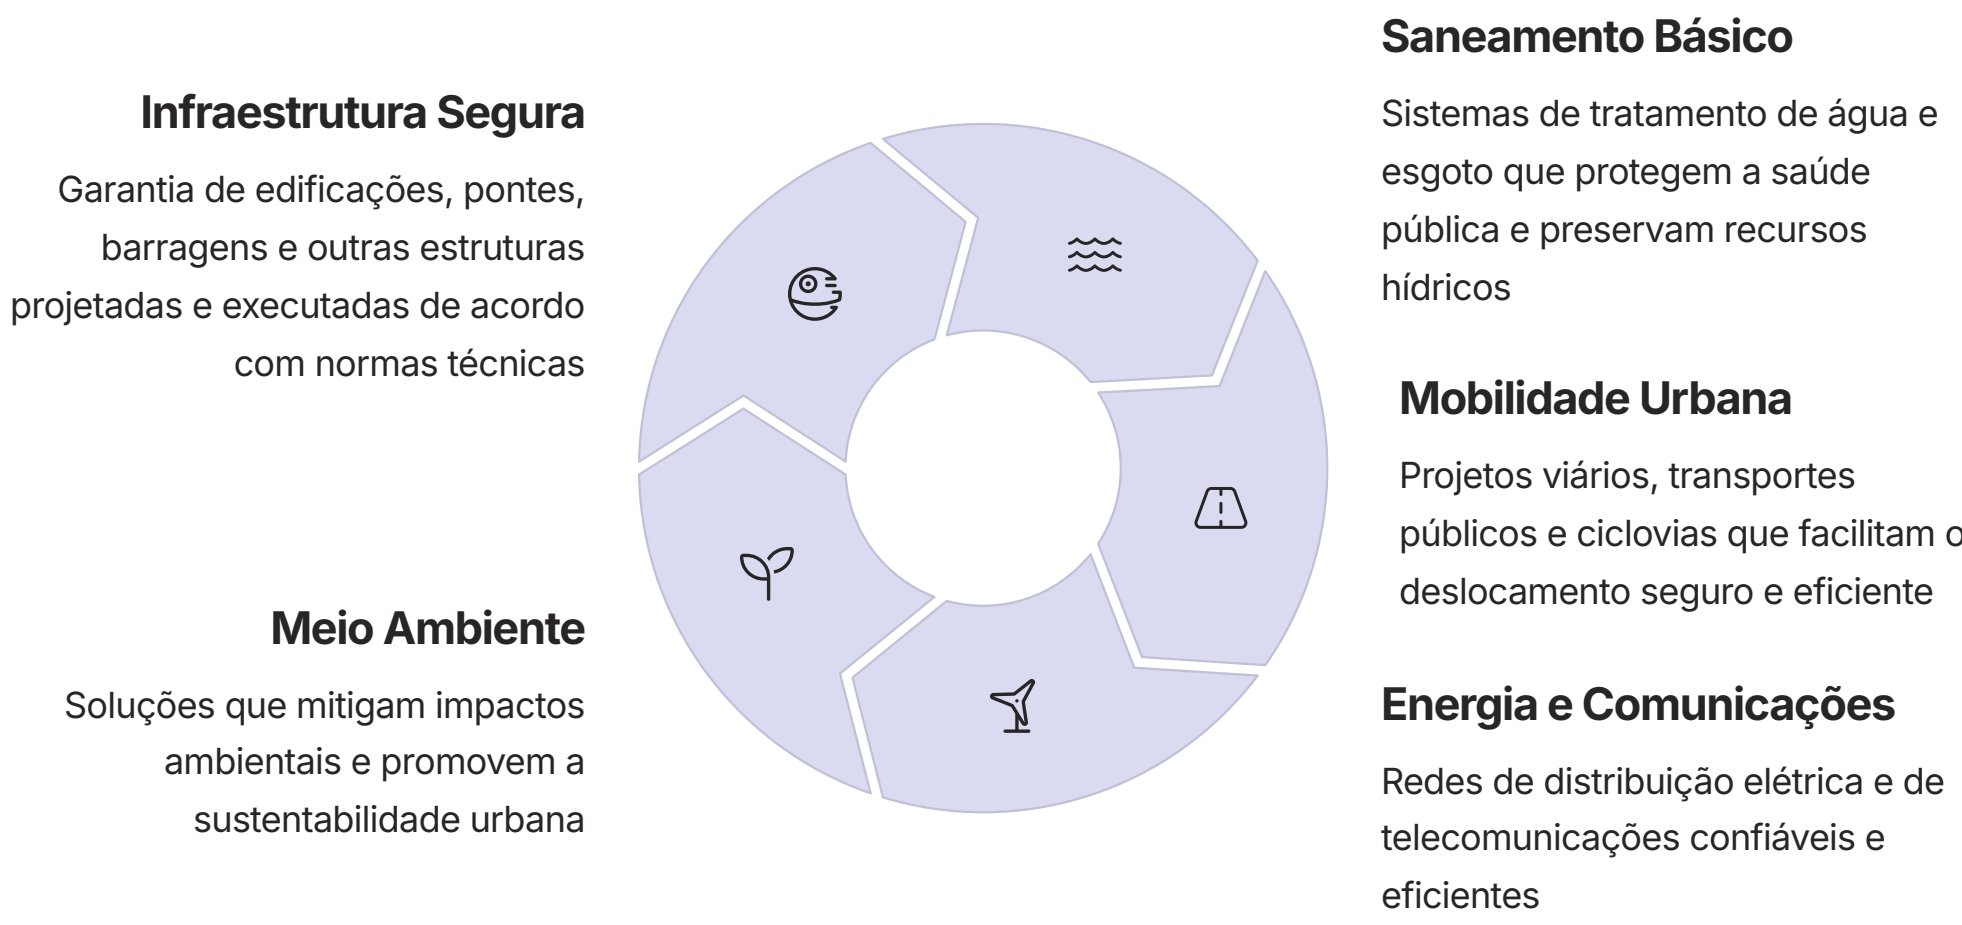 Infraestrutura Segura
Garantia de edificações, pontes,
barragens e outras estruturas
projetadas e executadas de acordo
com normas técnicas
Saneamento Básico
Sistemas de tratamento de água e
esgoto que protegem a saúde
pública e preservam recursos
hídricos
Mobilidade Urbana
Projetos viários, transportes
públicos e ciclovias que facilitam o
deslocamento seguro e eficiente
Energia e Comunicações
Redes de distribuição elétrica e de
telecomunicações confiáveis e
eficientes
Meio Ambiente
Soluções que mitigam impactos
ambientais e promovem a
sustentabilidade urbana